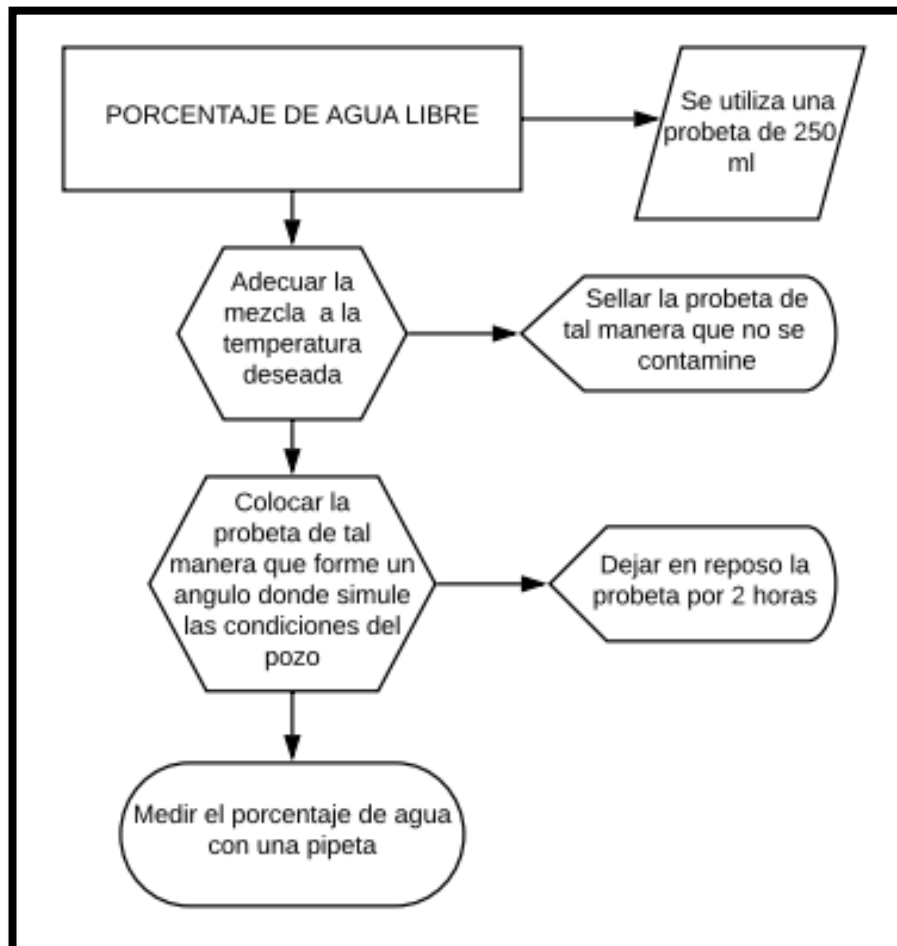 PORCENTAJE DE AGUA LIBRE
Se utiliza una
probeta de 250
ml
Adecuar la
mezcla a la
temperatura
deseada
Sellar la probeta de
tal manera que no se
contamine
Colocar la
probeta de tal
manera que forme un
angulo donde simule
las condiciones del
pozo
Dejar en reposo la
probeta por 2 horas
Medir el porcentaje de agua
con una pipeta